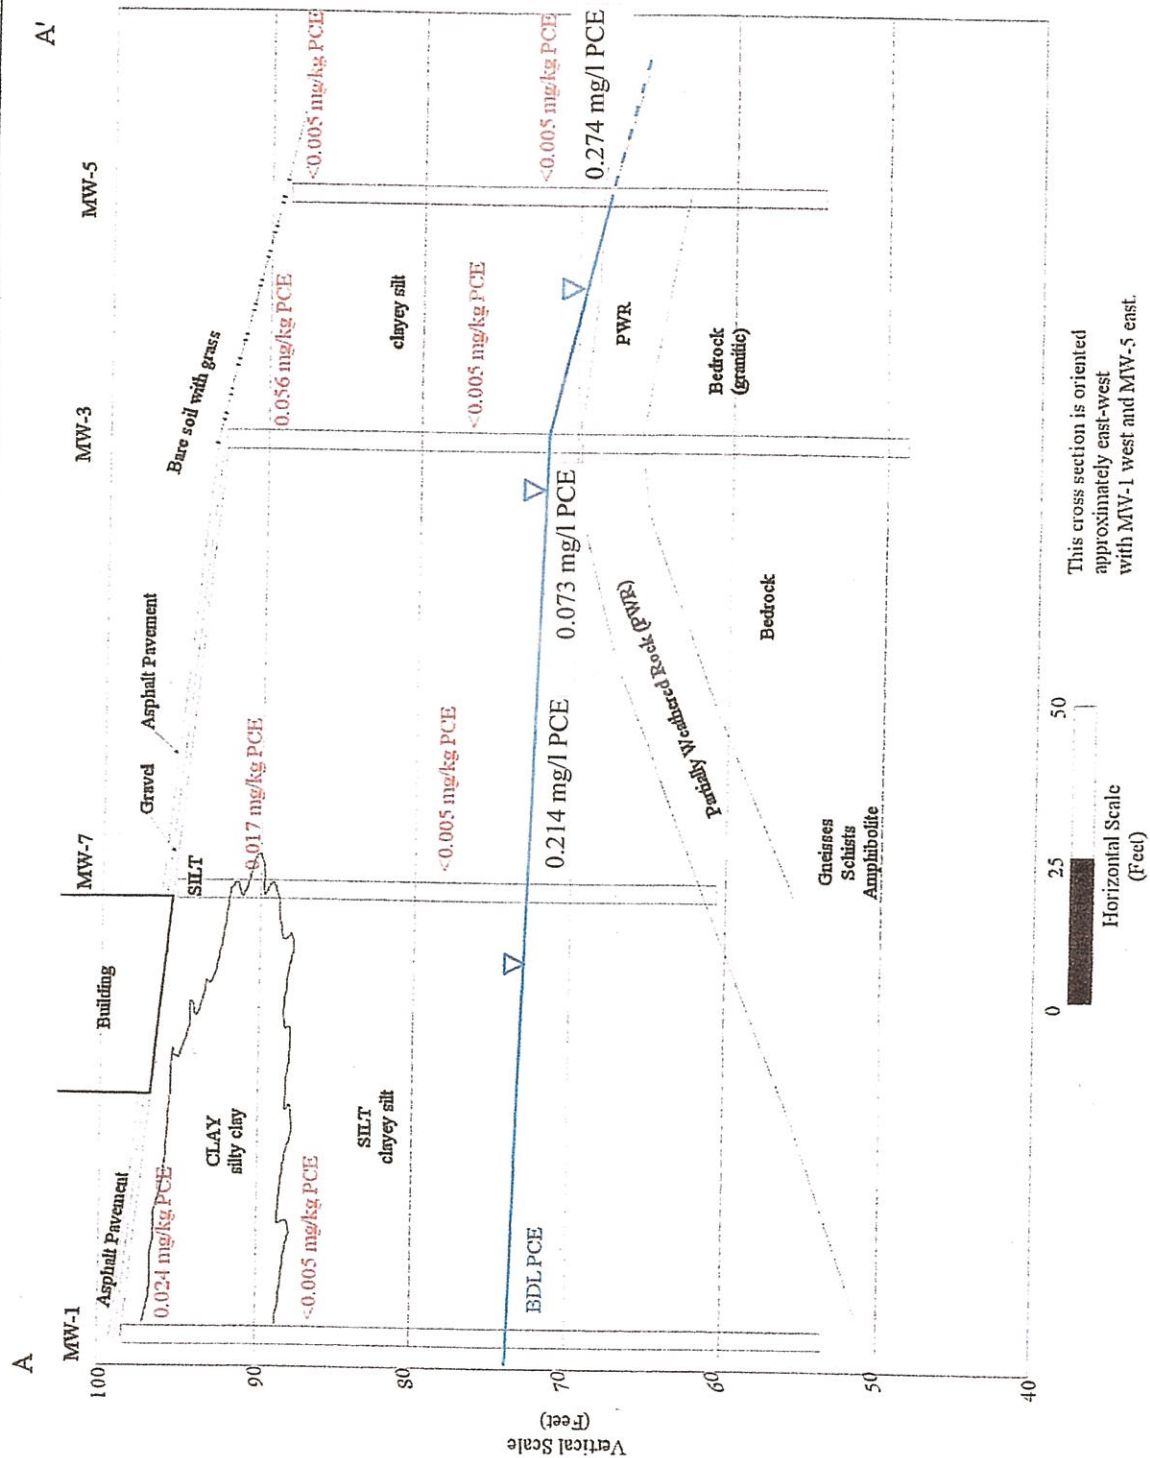 A
A'
MW-1
MW-7
MW-3
MW-5
Building
Asphalt Pavement
Gravel
Asphalt Pavement
Bare soil with grass
SILT
0.024 mg/kg PCE
0.017 mg/kg PCE
0.056 mg/kg PCE
<0.005 mg/kg PCE
CLAY
silty clay
<0.005 mg/kg PCE
SILT
clayey silt
clayey silt
<0.005 mg/kg PCE
<0.005 mg/kg PCE
<0.005 mg/kg PCE
BDL PCE
0.214 mg/l PCE
0.073 mg/l PCE
0.274 mg/l PCE
PWR
Partially Weathered Rock (PWR)
Bedrock
(granitic)
Bedrock
Gneisses
Schists
Amphibolite
100
90
80
70
60
50
40
Vertical Scale
(Feet)
0
25
50
Horizontal Scale
(Feel)
This cross section is oriented
approximately east-west
with MW-1 west and MW-5 east.